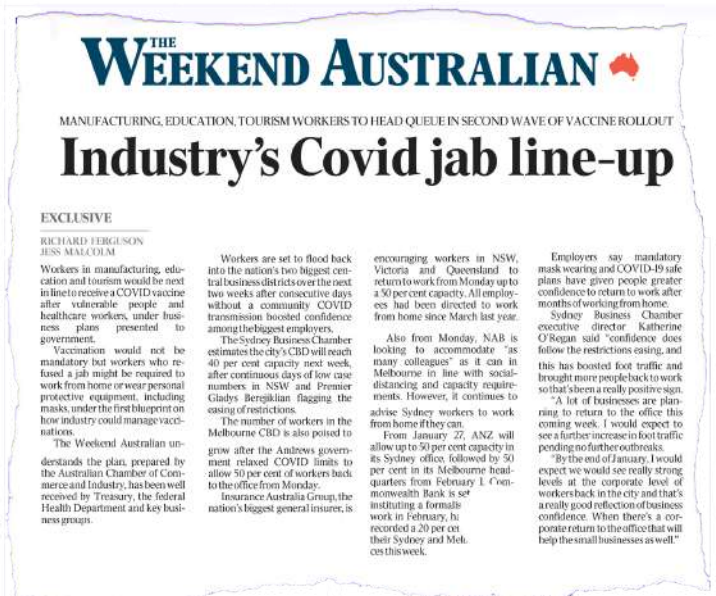 THE
WEEKEND AUSTRALIAN
MANUFACTURING, EDUCATION, TOURISM WORKERS TO HEAD QUEUE IN SECOND WAVE OF VACCINE ROLLOUT
Industry's Covid jab line-up
EXCLUSIVE
RICHARD FERGUSON
JESS MALCOLM
Workers in manufacturing, edu-
cation and tourism would be next
in line to receive a COVID vaccine
after vulnerable people and
healthcare workers, under busi-
ness plans presented to
government.
Vaccination would not be
mandatory but workers who re-
fused a jab might be required to
work from home or wear personal
protective equipment, including
masks, under the first blueprint on
how industry could manage vacci-
nations.
The Weekend Australian un-
derstands the plan, prepared by
the Australian Chamber of Com-
merce and Industry, has been well
received by Treasury, the federal
Health Department and key busi-
ness groups.
Workers are set to flood back
into the nation's two biggest cen-
tral business districts over the next
two weeks after consecutive days
without a community COVID
transmission boosted confidence
among the biggest employers.
The Sydney Business Chamber
estimates the city's CBD will reach
40 per cent capacity next week,
after continuous days of low case
numbers in NSW and Premier
Gladys Berejiklian flagging the
easing of restrictions.
The number of workers in the
Melbourne CBD is also poised to
grow after the Andrews govern-
ment relaxed COVID limits to
allow 50 per cent of workers back
to the office from Monday.
Insurance Australia Group, the
nation's biggest general insurer, is
encouraging workers in NSW,
Victoria and Queensland to
return to work from Monday up to
a 50 per cent capacity. All employ-
ees had been directed to work
from home since March last year.
Also from Monday, NAB is
looking to accommodate "as
many colleagues" as it can in
Melbourne in line with social-
distancing and capacity require-
ments. However, it continues to
advise Sydney workers to work
from home if they can.
From January 27, ANZ will
allow up to 50 per cent capacity in
its Sydney office, followed by 50
per cent in its Melbourne head-
quarters from February 1. Com-
monwealth Bank is set
instituting a formalis
work in February, ha
recorded a 20 per cen
their Sydney and Melb
ces this week.
Employers say mandatory
mask wearing and COVID-19 safe
plans have given people greater
confidence to return to work after
months of working from home.
Sydney Business Chamber
executive director Katherine
O'Regan said "confidence does
follow the restrictions easing, and
this has boosted foot traffic and
brought more people back to work
so that's been a really positive sign.
"A lot of businesses are plan-
ning to return to the office this
coming week. I would expect to
see a further increase in foot traffic
pending no further outbreaks.
"By the end of January, I would
expect we would see really strong
levels at the corporate level of
workers back in the city and that's
a really good reflection of business
confidence. When there's a cor-
porate return to the office that will
help the small businesses as well."